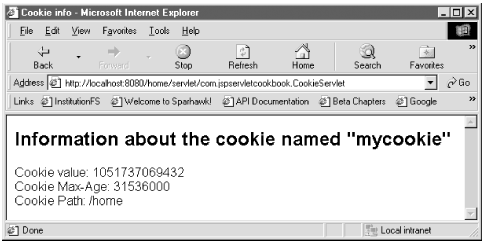 Cookie info - Microsoft Internet Explorer
File Edit View Favorites Tools Help
Back Forward Stop Refresh Home Search Favorites »
Address http://localhost:8080/home/servlet/com.jspservletcookbook.CookieServlet Go
Links InstitutionFS Welcome to Sparhawk! API Documentation Beta Chapters Google »
Information about the cookie named "mycookie"
Cookie value: 1051737069432
Cookie Max-Age: 31536000
Cookie Path: /home
Done Local intranet